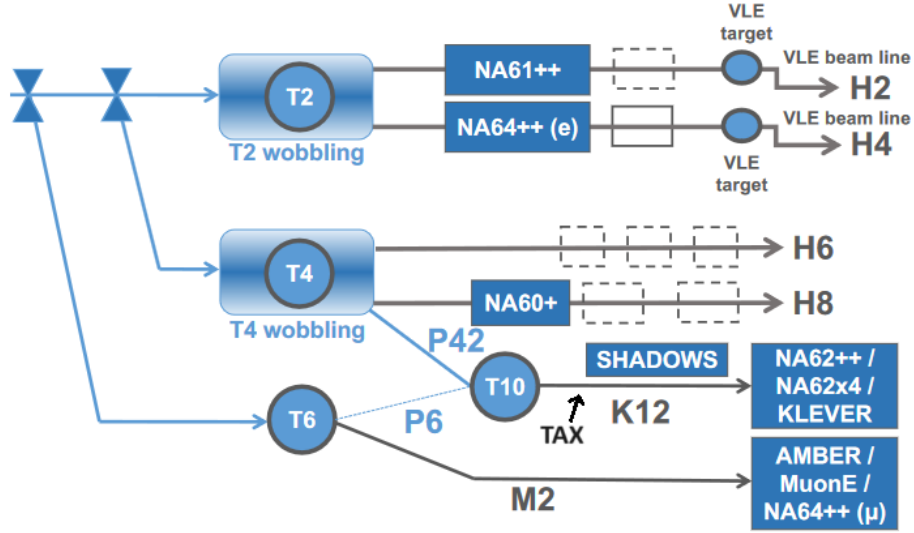 VLE
target
VLE beam line
NA61++
H2
T2
VLE beam line
NA64++ (e)
H4
T2 wobbling
VLE
target
H6
T4
NA60+
H8
T4 wobbling
P42
SHADOWS
NA62++ /
NA62x4 /
KLEVER
T10
T6
P6
TAX
K12
AMBER /
MuonE /
NA64++ (μ)
M2